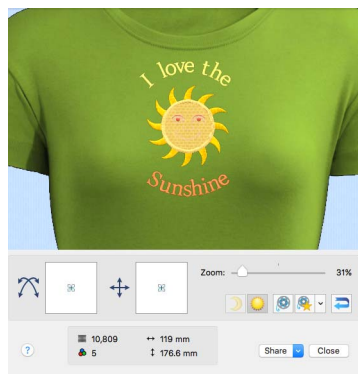 I love the
Sunshine
Zoom: 31%
10,809 119 mm
5 176.6 mm
? Share Close